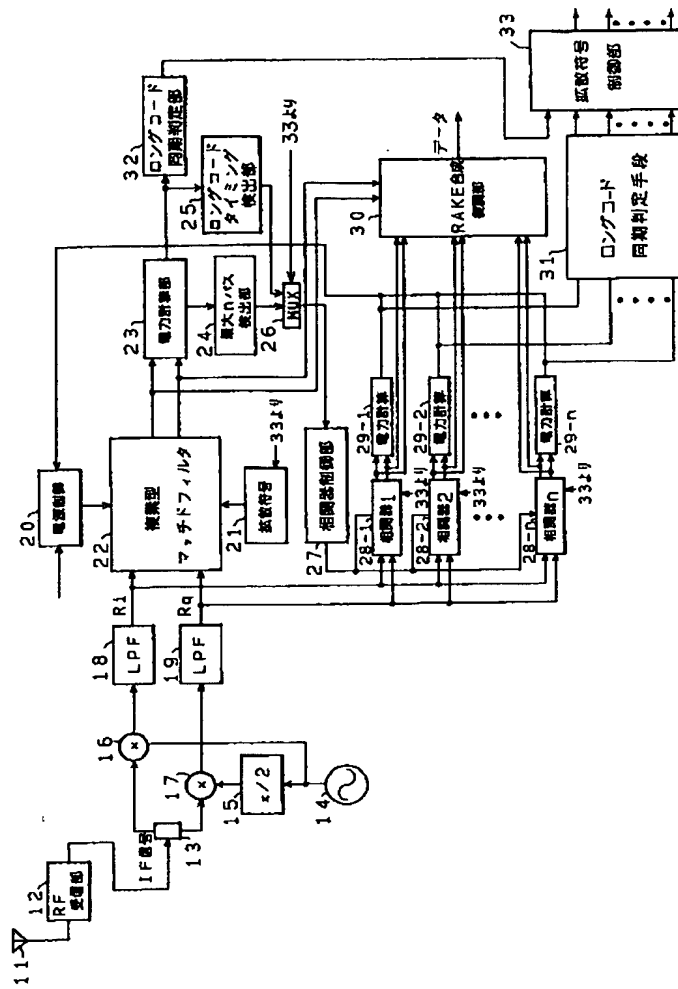 11
12
RF
受信部
IF信号
13
14
15
π/2
16
×
17
×
18
LPF
19
LPF
Ri
Rq
20
電源制御
21
拡散符号
33より
22
複素型
マッチドフィルタ
23
電力計算部
24
最大nパス
検出部
25
ロングコード
タイミング
検出部
26
MUX
33より
27
相関器制御部
28-1
相関器1
33より
28-2
相関器2
33より
28-n
相関器n
33より
29-1
電力計算
29-2
電力計算
29-n
電力計算
30
RAKE合成
復調部
データ
31
ロングコード
同期判定手段
32
ロングコード
同期判定部
33
拡散符号
制御部